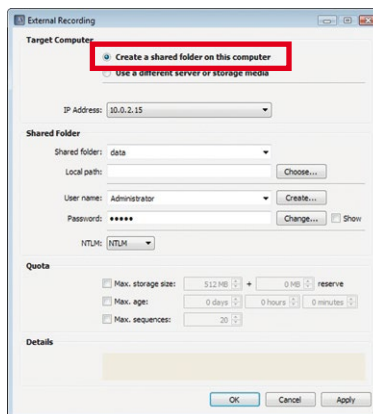 External Recording
Target Computer
Create a shared folder on this computer
Use a different server or storage media
IP Address: 10.0.2.15
Shared Folder
Shared folder: data
Local path: Choose...
User name: Administrator Create...
Password: ••••• Change... Show
NTLM: NTLM
Quota
Max. storage size: 512 MB + 0 MB reserve
Max. age: 0 days 0 hours 0 minutes
Max. sequences: 20
Details
OK Cancel Apply